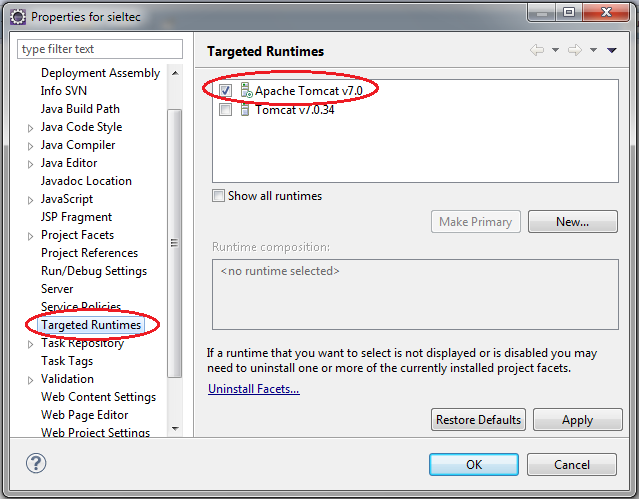 Properties for sieltec
type filter text
Deployment Assembly
Info SVN
Java Build Path
Java Code Style
Java Compiler
Java Editor
Javadoc Location
JavaScript
JSP Fragment
Project Facets
Project References
Run/Debug Settings
Server
Service Policies
Targeted Runtimes
Task Repository
Task Tags
Validation
Web Content Settings
Web Page Editor
Web Project Settings
Targeted Runtimes
Apache Tomcat v7.0
Tomcat v7.0.34
Show all runtimes
Make Primary
New...
Runtime composition:
<no runtime selected>
If a runtime that you want to select is not displayed or is disabled you may
need to uninstall one or more of the currently installed project facets.
Uninstall Facets...
Restore Defaults
Apply
?
OK
Cancel